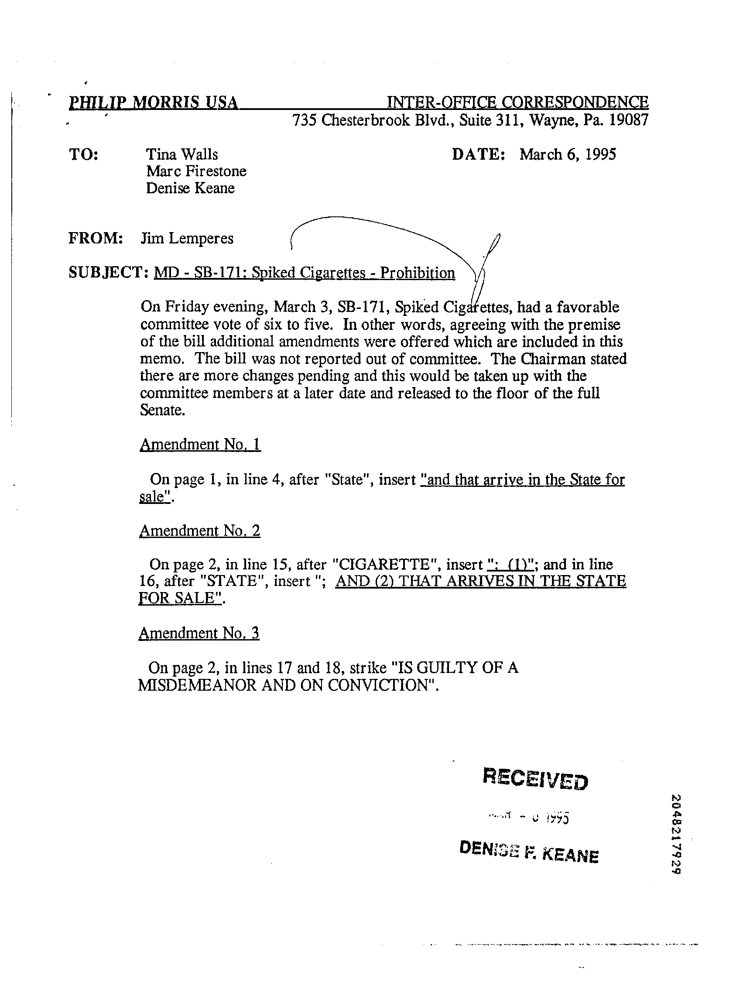 PHILIP MORRIS USA INTER-OFFICE CORRESPONDENCE
735 Chesterbrook Blvd., Suite 311, Wayne, Pa. 19087
TO: Tina Walls DATE: March 6, 1995
Marc Firestone
Denise Keane
FROM: Jim Lemperes
SUBJECT: MD - SB-171: Spiked Cigarettes - Prohibition
On Friday evening, March 3, SB-171, Spiked Cigarettes, had a favorable
committee vote of six to five. In other words, agreeing with the premise
of the bill additional amendments were offered which are included in this
memo. The bill was not reported out of committee. The Chairman stated
there are more changes pending and this would be taken up with the
committee members at a later date and released to the floor of the full
Senate.
Amendment No. 1
On page 1, in line 4, after "State", insert "and that arrive in the State for
sale".
Amendment No. 2
On page 2, in line 15, after "CIGARETTE", insert ": (1)"; and in line
16, after "STATE", insert "; AND (2) THAT ARRIVES IN THE STATE
FOR SALE".
Amendment No. 3
On page 2, in lines 17 and 18, strike "IS GUILTY OF A
MISDEMEANOR AND ON CONVICTION".
RECEIVED
1995
DENISE F. KEANE
2048217929